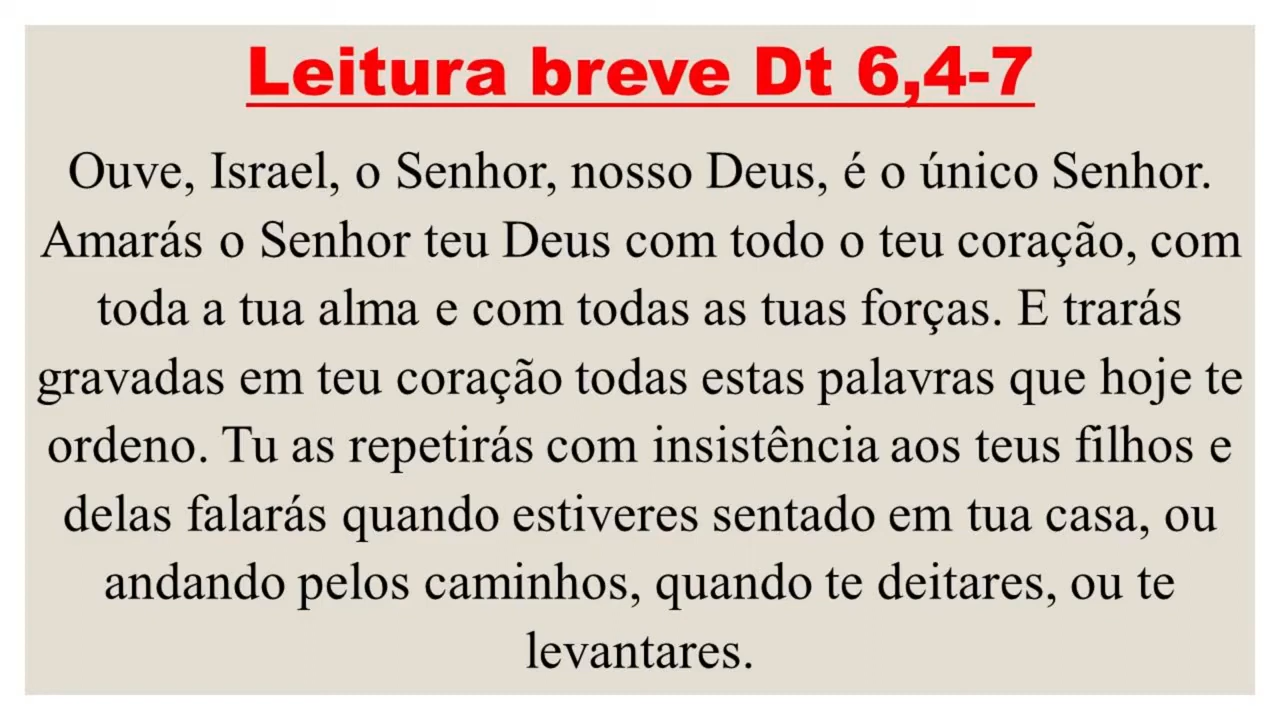 Leitura breve Dt 6,4-7
Ouve, Israel, o Senhor, nosso Deus, é o único Senhor.
Amarás o Senhor teu Deus com todo o teu coração, com
toda a tua alma e com todas as tuas forças. E trarás
gravadas em teu coração todas estas palavras que hoje te
ordeno. Tu as repetirás com insistência aos teus filhos e
delas falarás quando estiveres sentado em tua casa, ou
andando pelos caminhos, quando te deitares, ou te
levantares.